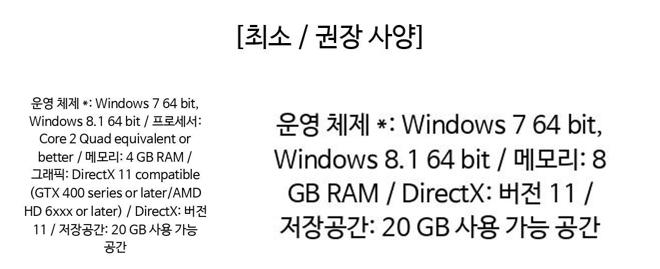 [최소 / 권장 사양]
운영 체제 *: Windows 7 64 bit,
Windows 8.1 64 bit / 프로세서:
Core 2 Quad equivalent or
better / 메모리: 4 GB RAM /
그래픽: DirectX 11 compatible
(GTX 400 series or later/AMD
HD 6xxx or later) / DirectX: 버전
11 / 저장공간: 20 GB 사용 가능
공간
운영 체제 *: Windows 7 64 bit,
Windows 8.1 64 bit / 메모리: 8
GB RAM / DirectX: 버전 11 /
저장공간: 20 GB 사용 가능 공간